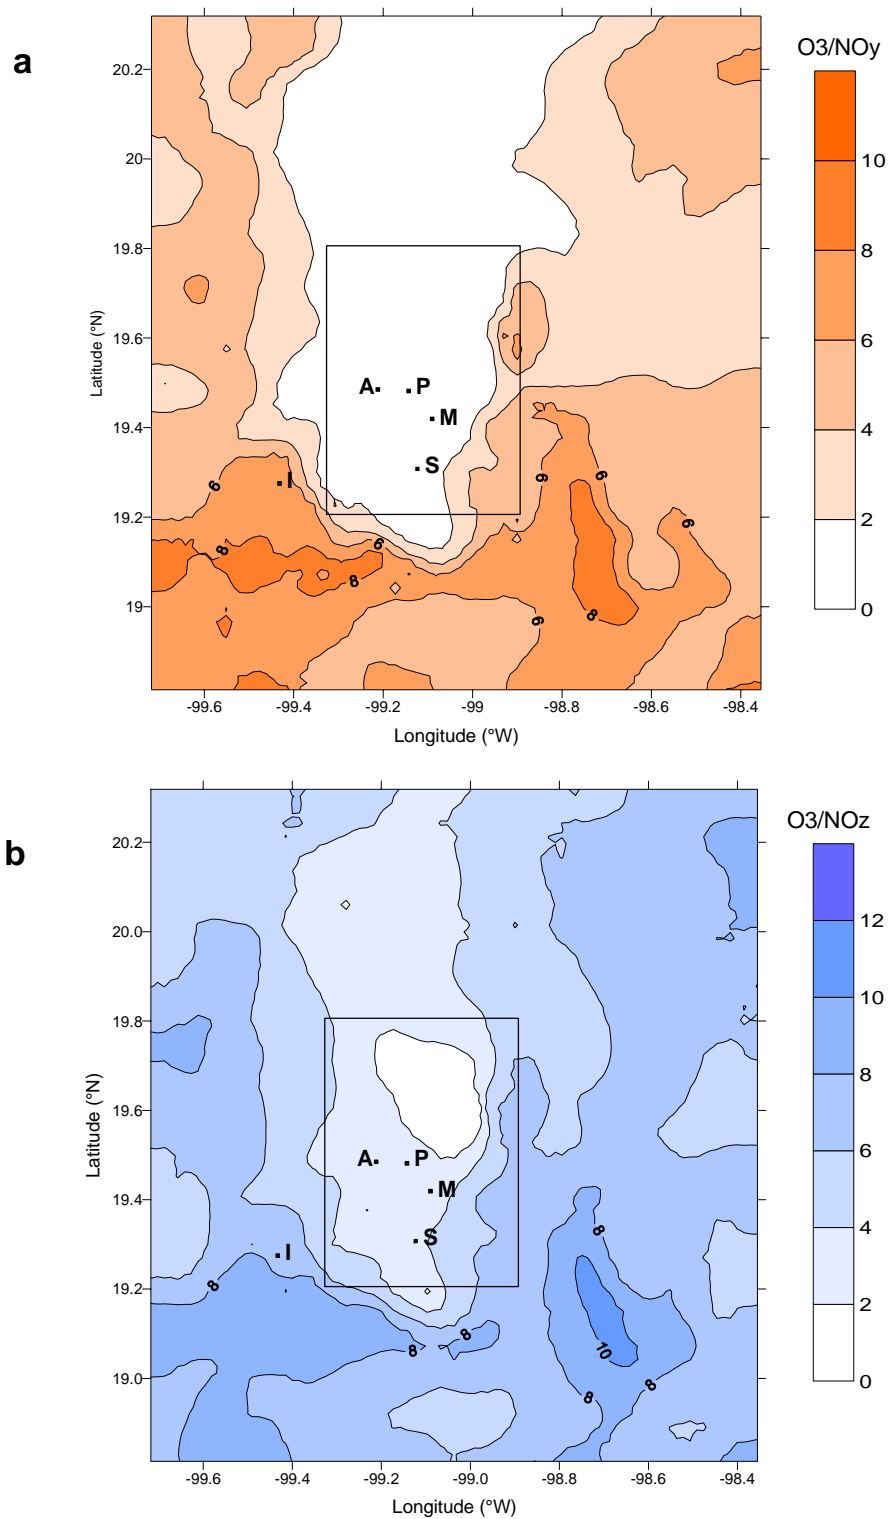 a
O3/NOy
20.2
20
19.8
19.6
19.4
19.2
19
Latitude (°N)
A P
M
S
I
6
6
6
6
8
6
8
6
8
10
8
6
4
2
0
-99.6 -99.4 -99.2 -99 -98.8 -98.6 -98.4
Longitude (°W)
b
O3/NOz
20.2
20.0
19.8
19.6
19.4
19.2
19.0
Latitude (°N)
A P
M
S
I
8
8
8
8
10
8
8
12
10
8
6
4
2
0
-99.6 -99.4 -99.2 -99.0 -98.8 -98.6 -98.4
Longitude (°W)